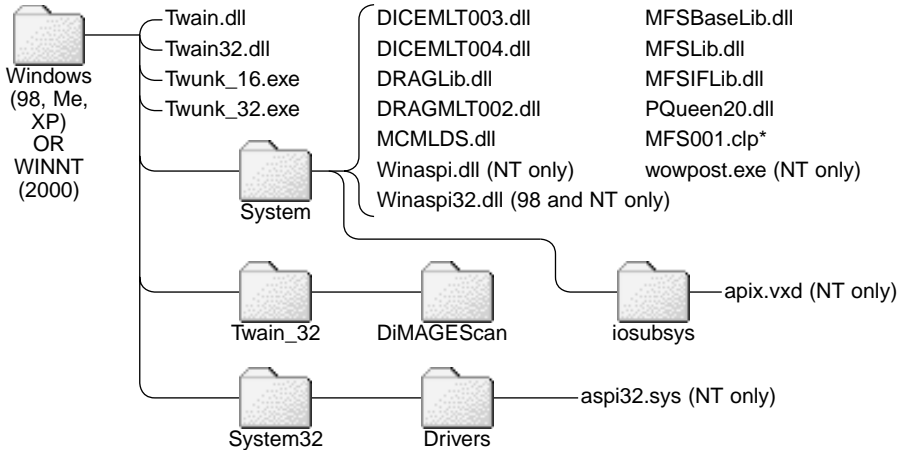 Windows
(98, Me,
XP)
OR
WINNT
(2000)
Twain.dll
Twain32.dll
Twunk_16.exe
Twunk_32.exe
System
DICEMLT003.dll
DICEMLT004.dll
DRAGLib.dll
DRAGMLT002.dll
MCMLDS.dll
Winaspi.dll (NT only)
Winaspi32.dll (98 and NT only)
MFSBaseLib.dll
MFSLib.dll
MFSIFLib.dll
PQueen20.dll
MFS001.clp*
wowpost.exe (NT only)
Twain_32
DiMAGEScan
iosubsys
apix.vxd (NT only)
System32
Drivers
aspi32.sys (NT only)